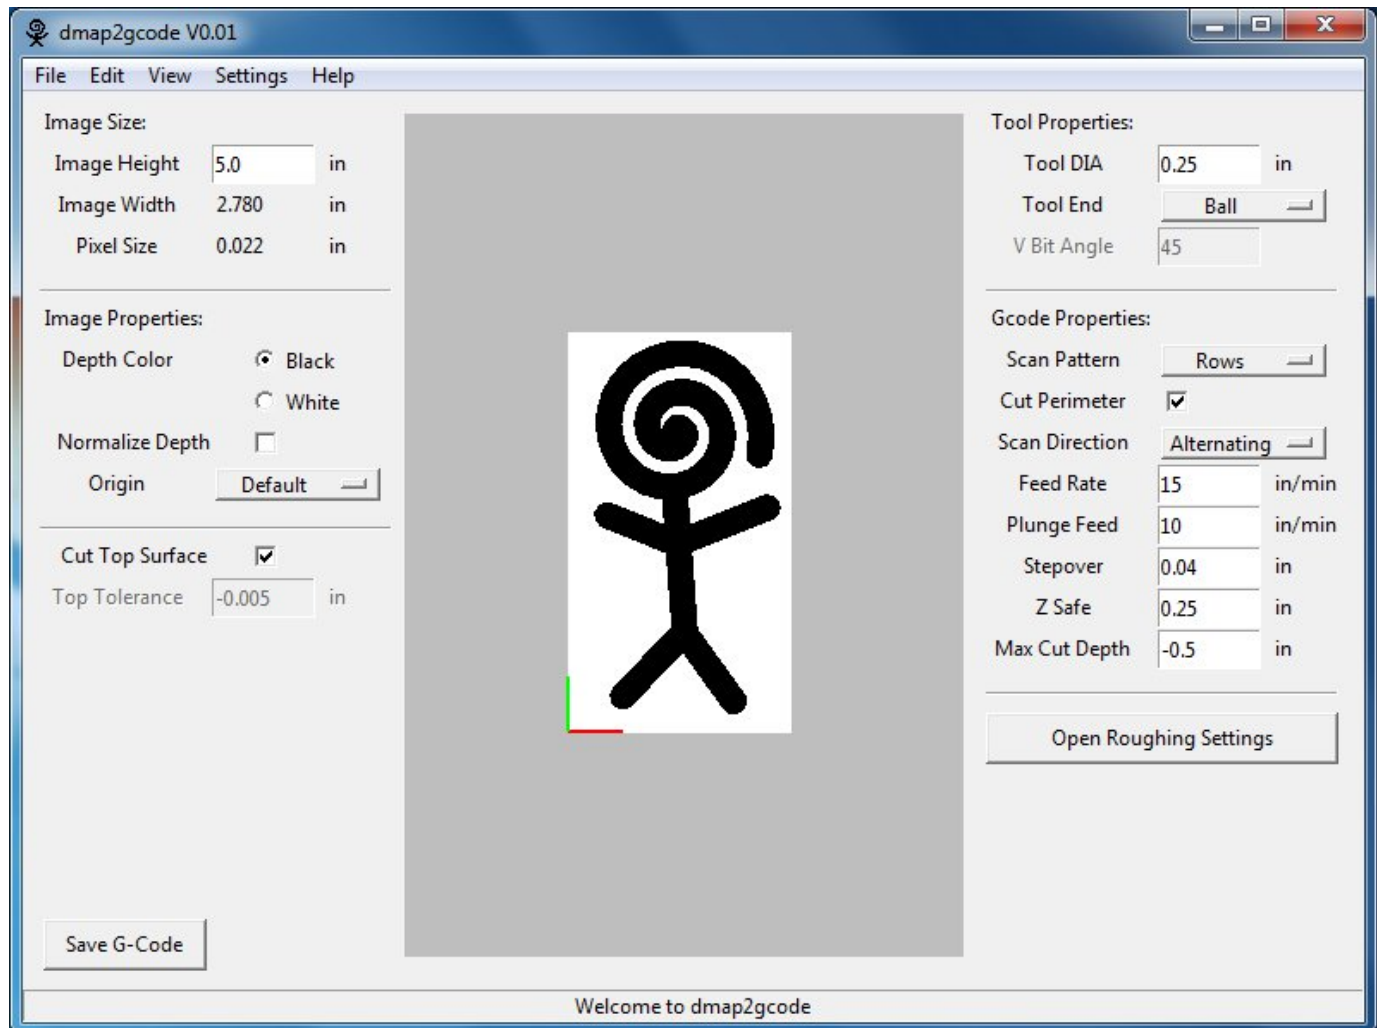 dmap2gcode V0.01
File Edit View Settings Help
Image Size:
Image Height 5.0 in
Image Width 2.780 in
Pixel Size 0.022 in
Image Properties:
Depth Color Black
White
Normalize Depth
Origin Default
Cut Top Surface
Top Tolerance -0.005 in
Save G-Code
Tool Properties:
Tool DIA 0.25 in
Tool End Ball
V Bit Angle 45
Gcode Properties:
Scan Pattern Rows
Cut Perimeter
Scan Direction Alternating
Feed Rate 15 in/min
Plunge Feed 10 in/min
Stepover 0.04 in
Z Safe 0.25 in
Max Cut Depth -0.5 in
Open Roughing Settings
Welcome to dmap2gcode